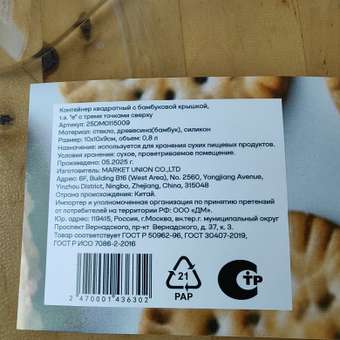 Контейнер квадратный с бамбуковой крышкой,
т.м. "ё" с тремя точками сверху
Артикул: 25DM0115009
Материал: стекло, древесина(бамбук), силикон
Размер: 10х10х9см, объем: 0,8 л
Назначение: используется для хранения сухих пищевых продуктов.
Условия хранения: сухое, проветриваемое помещение.
Изготовлено: 05.2025 г.
Изготовитель: MARKET UNION CO.,LTD
Адрес: 6F, Building B16 (West Area), No. 2560, Yongjiang Avenue,
Yinzhou District, Ningbo, Zhejiang, China, 315048
Страна происхождения: Китай.
Импортер и уполномоченная организация по принятию претензий
от потребителей на территории РФ: ООО «ДМ».
Юр. адрес: 119415, Россия, г.Москва, вн.тер.г. муниципальный округ
Проспект Вернадского, пр-кт Вернадского, д. 37, к. 3.
Товар соответствует ГОСТ Р 50962-96, ГОСТ 30407-2019,
ГОСТ Р ИСО 7086-2-2016
2 470001 436302
21
PAP
СТР